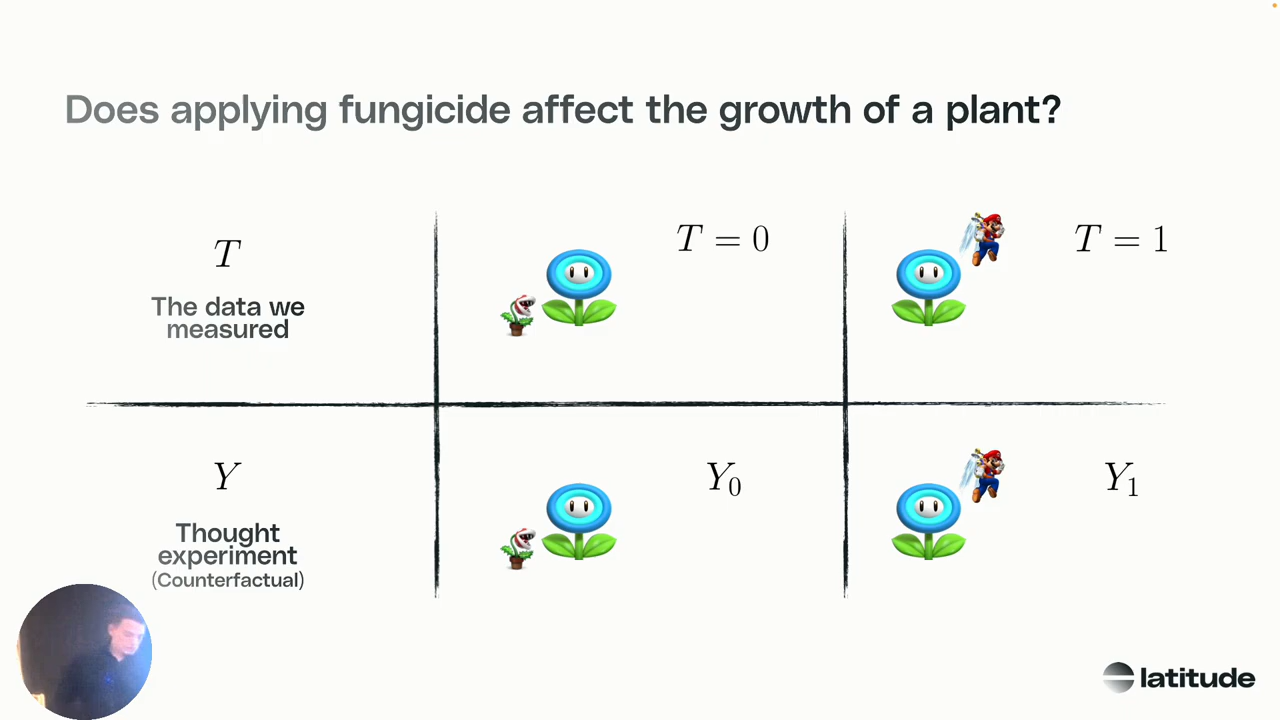 Does applying fungicide affect the growth of a plant?
T
The data we
measured
T = 0
T = 1
Y
Thought
experiment
(Counterfactual)
Y₀
Y₁
latitude